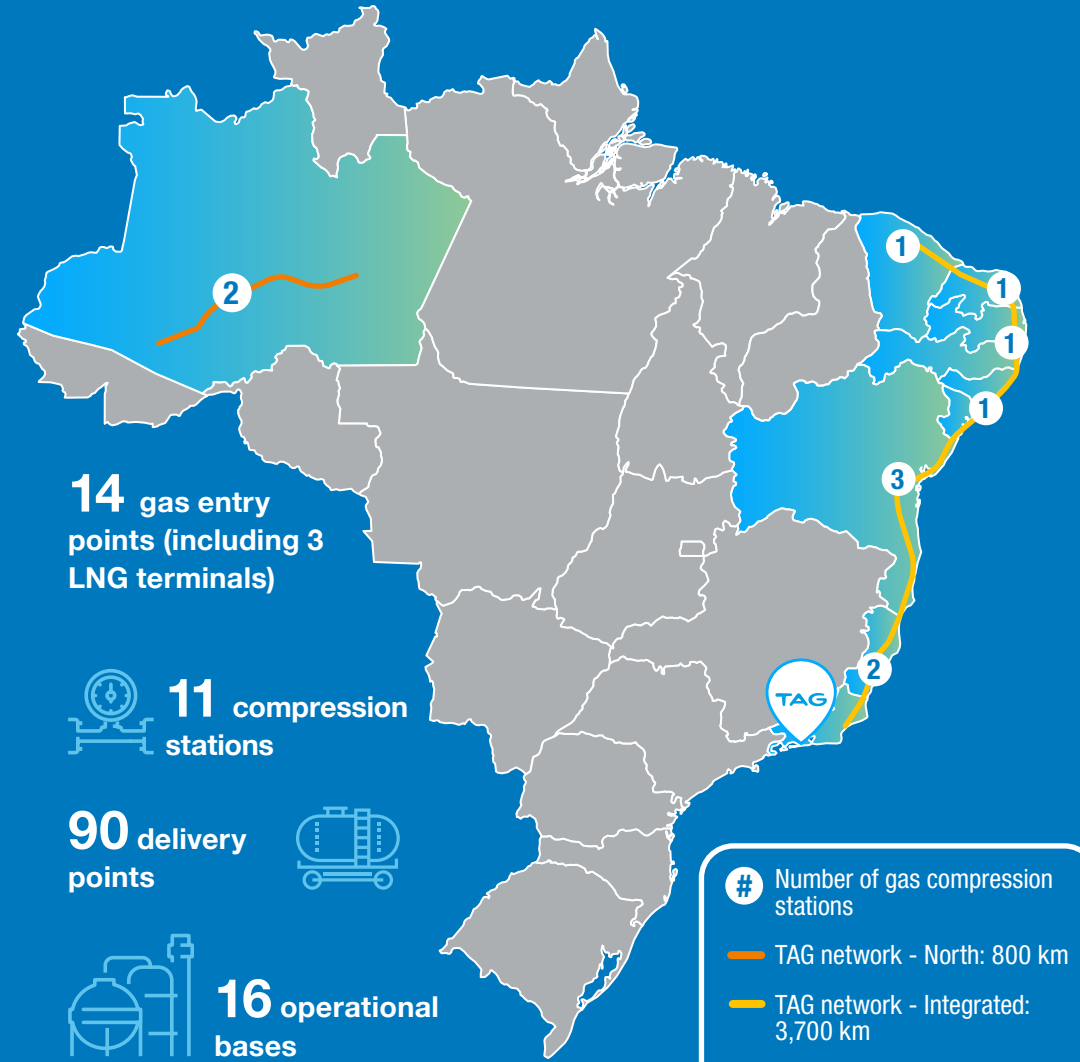 1
2
1
1
1
3
2
TAG
14 gas entry
points (including 3
LNG terminals)
11 compression
stations
90 delivery
points
16 operational
bases
# Number of gas compression
stations
TAG network - North: 800 km
TAG network - Integrated:
3,700 km